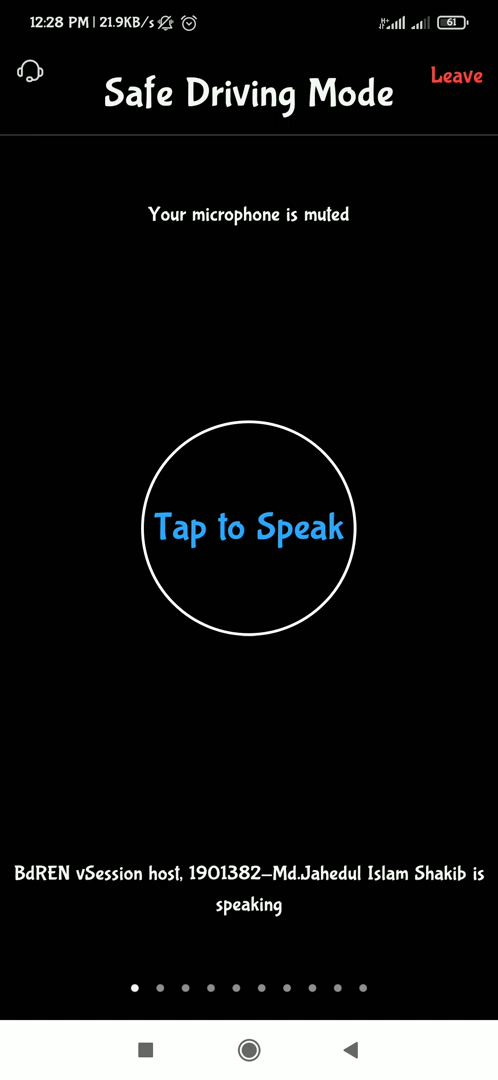 12:28 PM | 21.9KB/s H+ 61
Safe Driving Mode
Leave
Your microphone is muted
Tap to Speak
BdREN vSession host, 1901382-Md.Jahedul Islam Shakib is
speaking